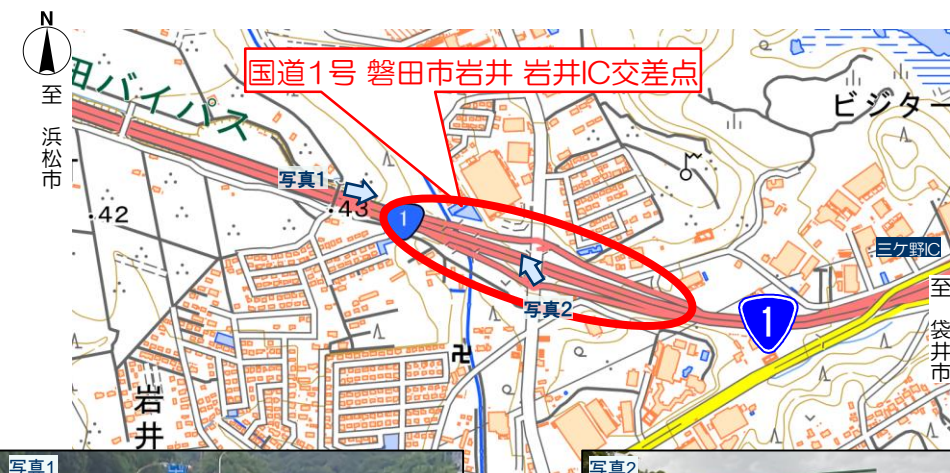 N
至 浜松市
田バイパス
国道1号 磐田市岩井 岩井IC交差点
ビジター
写真1
・42
・43
1
三ケ野IC
写真2
至 袋井市
1
岩井
写真1
写真2